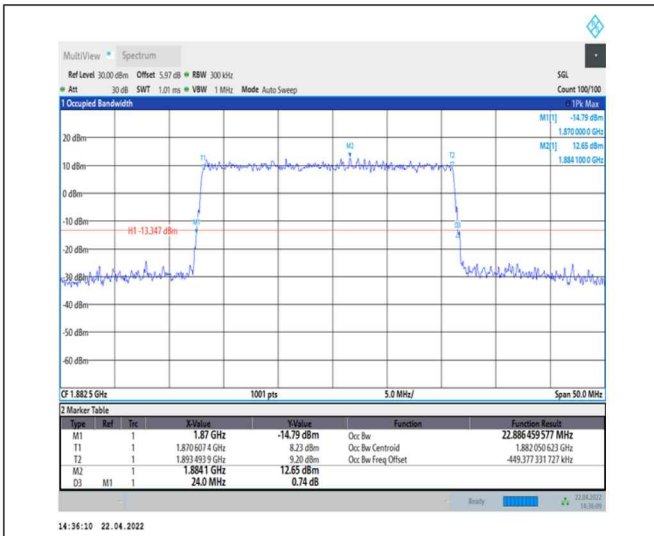 MultiView Spectrum
Ref Level 30.00 dBm Offset 5.97 dB RBW 300 kHz SGL
Att 30 dB SWT 1.01 ms VBW 1 MHz Mode Auto Sweep Count 100/100
1 Occupied Bandwidth 1Pk Max
M1[1] -14.79 dBm
1.870 000 0 GHz
M2[1] 12.65 dBm
1.884 100 0 GHz
20 dBm
10 dBm
0 dBm
-10 dBm
-20 dBm
-30 dBm
-40 dBm
-50 dBm
-60 dBm
T1
M2
T2
M1
D3
H1 -13.347 dBm
CF 1.882 5 GHz 1001 pts 5.0 MHz/ Span 50.0 MHz
2 Marker Table
Type Ref Trc X-Value Y-Value Function Function Result
M1 1 1.87 GHz -14.79 dBm Occ Bw 22.886 459 577 MHz
T1 1 1.870 607 4 GHz 8.23 dBm Occ Bw Centroid 1.882 050 623 GHz
T2 1 1.893 493 9 GHz 9.20 dBm Occ Bw Freq Offset -449.377 331 727 kHz
M2 1 1.884 1 GHz 12.65 dBm
D3 M1 1 24.0 MHz 0.74 dB
Ready 22.04.2022
14:36:09
14:36:10 22.04.2022